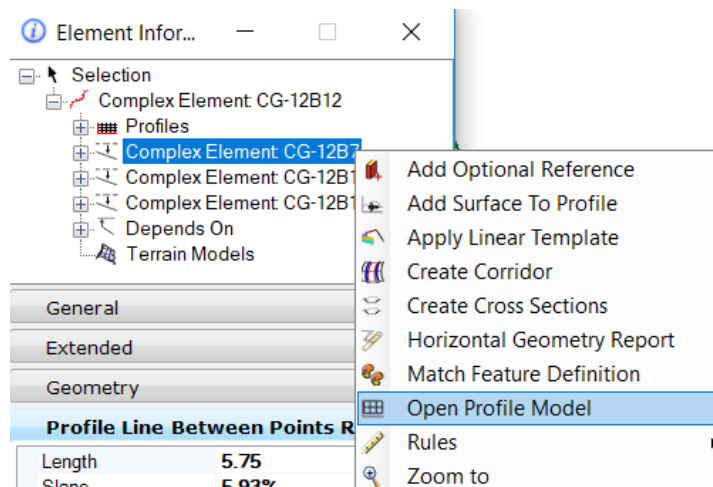 Element Infor...
Selection
Complex Element: CG-12B12
Profiles
Complex Element: CG-12B7
Complex Element: CG-12B1
Complex Element: CG-12B1
Depends On
Terrain Models
Add Optional Reference
Add Surface To Profile
Apply Linear Template
Create Corridor
Create Cross Sections
Horizontal Geometry Report
Match Feature Definition
Open Profile Model
Rules
Zoom to
General
Extended
Geometry
Profile Line Between Points R
Length 5.75
Slope 5.93%